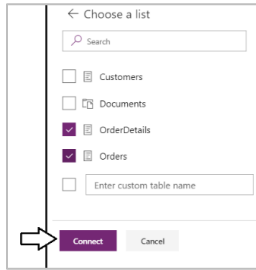 ← Choose a list
Search
Customers
Documents
OrderDetails
Orders
Enter custom table name
Connect
Cancel